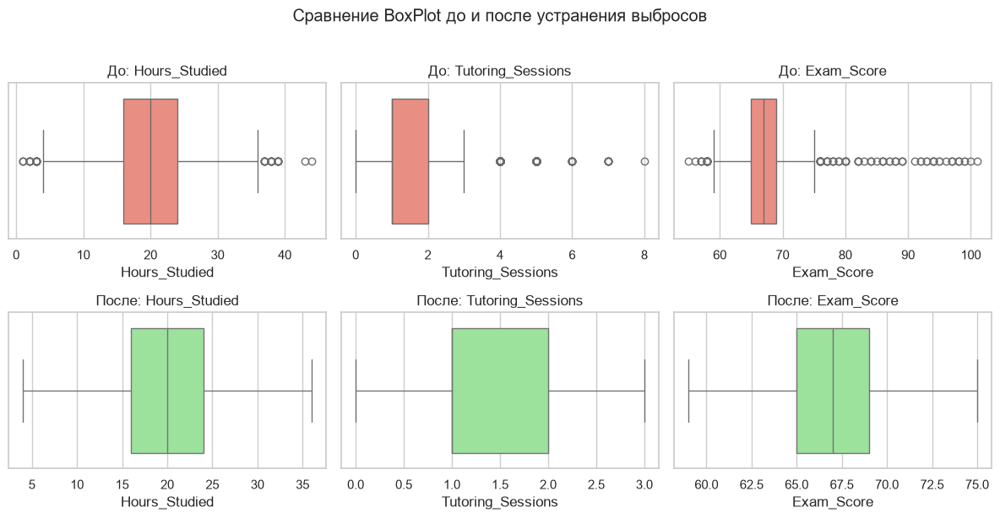 Сравнение BoxPlot до и после устранения выбросов
До: Hours_Studied
До: Tutoring_Sessions
До: Exam_Score
0 10 20 30 40
0 2 4 6 8
60 70 80 90 100
Hours_Studied
Tutoring_Sessions
Exam_Score
После: Hours_Studied
После: Tutoring_Sessions
После: Exam_Score
5 10 15 20 25 30 35
0.0 0.5 1.0 1.5 2.0 2.5 3.0
60.0 62.5 65.0 67.5 70.0 72.5 75.0
Hours_Studied
Tutoring_Sessions
Exam_Score